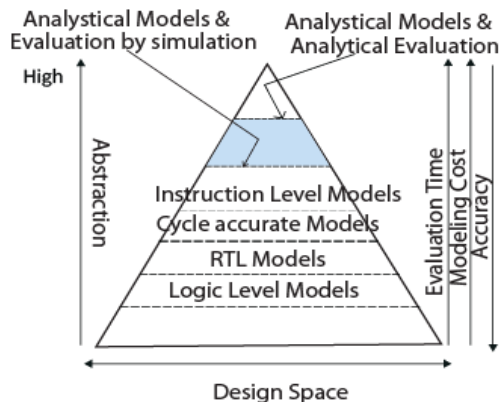 Analystical Models &
Evaluation by simulation
Analystical Models &
Analytical Evaluation
High
Abstraction
Instruction Level Models
Cycle accurate Models
RTL Models
Logic Level Models
Evaluation Time
Modeling Cost
Accuracy
Design Space